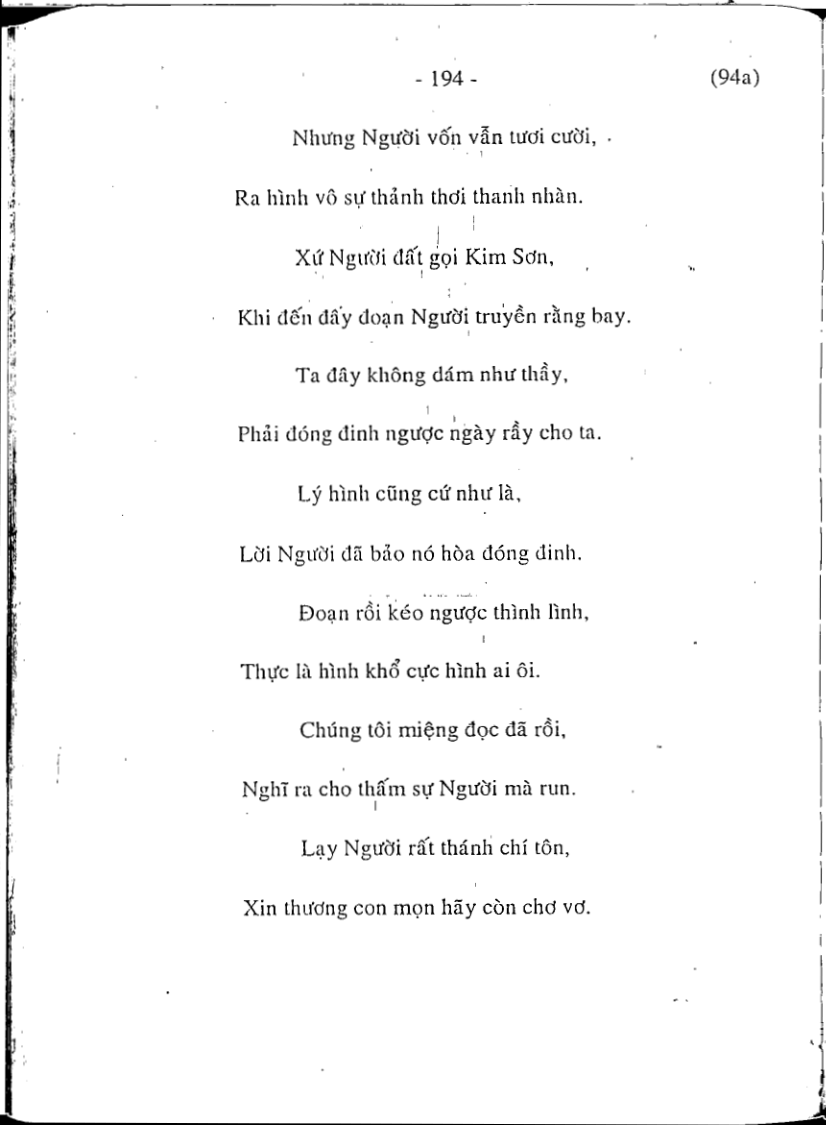 - 194 - (94a)
Nhưng Người vốn vẫn tươi cười,
Ra hình vô sự thảnh thơi thanh nhàn.
Xứ Người đất gọi Kim Sơn,
Khi đến đấy đoạn Người truyền rằng bay.
Ta đây không dám như thầy,
Phải đóng đinh ngược ngày rầy cho ta.
Lý hình cũng cứ như là,
Lời Người đã bảo nó hòa đóng đinh.
Đoạn rồi kéo ngược thình lình,
Thực là hình khổ cực hình ai ôi.
Chúng tôi miệng đọc đã rồi,
Nghĩ ra cho thấm sự Người mà run.
Lạy Người rất thánh chí tôn,
Xin thương con mọn hãy còn chơ vơ.